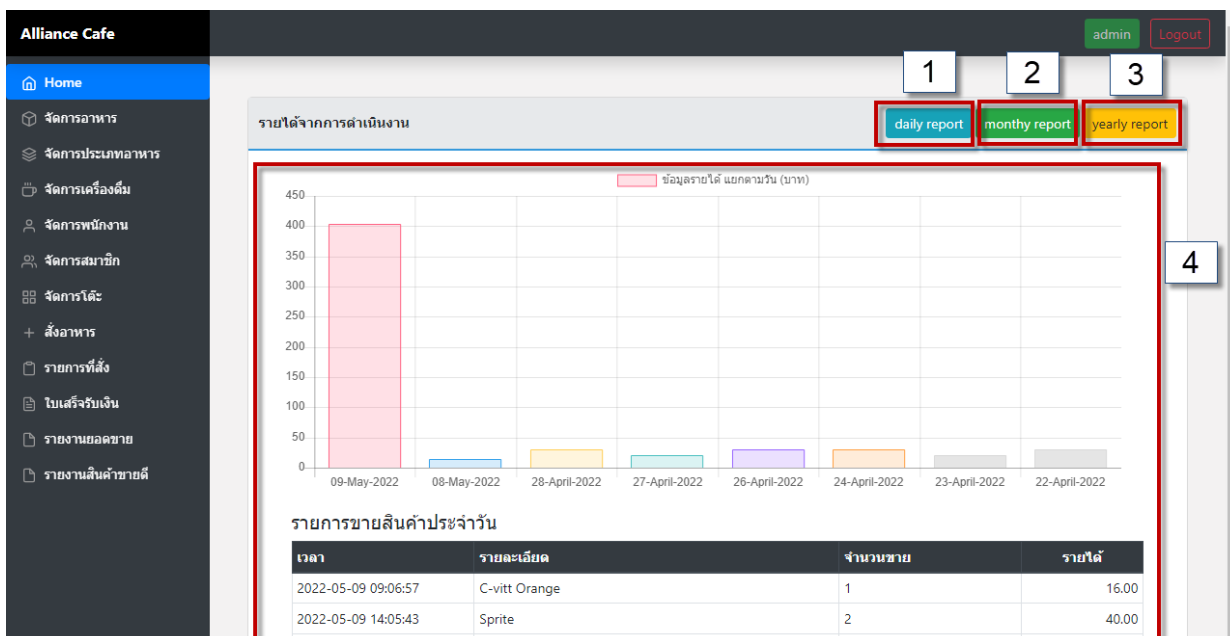 Alliance Cafe
admin
Logout
Home
จัดการอาหาร
จัดการประเภทอาหาร
จัดการเครื่องดื่ม
จัดการพนักงาน
จัดการสมาชิก
จัดการโต๊ะ
สั่งอาหาร
รายการที่สั่ง
ใบเสร็จรับเงิน
รายงานยอดขาย
รายงานสินค้าขายดี
1
2
3
รายได้จากการดำเนินงาน
daily report
monthy report
yearly report
4
ข้อมูลรายได้ แยกตามวัน (บาท)
450
400
350
300
250
200
150
100
50
0
09-May-2022 08-May-2022 28-April-2022 27-April-2022 26-April-2022 24-April-2022 23-April-2022 22-April-2022
รายการขายสินค้าประจำวัน
เวลา รายละเอียด จำนวนขาย รายได้
2022-05-09 09:06:57 C-vitt Orange 1 16.00
2022-05-09 14:05:43 Sprite 2 40.00